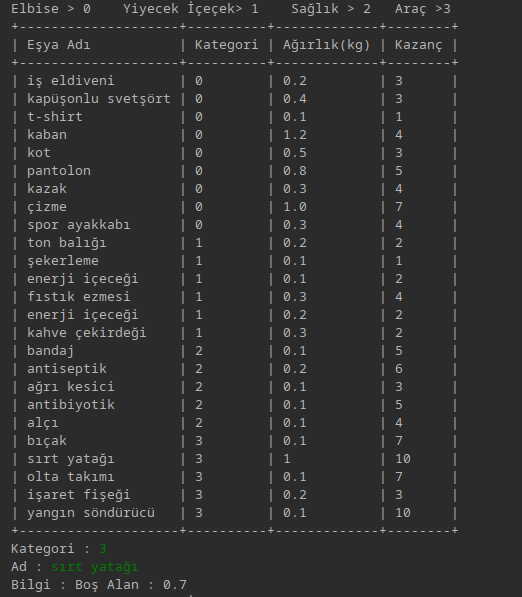 Elbise > 0    Yiyecek İçeçek> 1    Sağlık > 2   Araç >3
+--------------------+----------+-------------+--------+
| Eşya Adı           | Kategori | Ağırlık(kg) | Kazanç |
+--------------------+----------+-------------+--------+
| iş eldiveni        | 0        | 0.2         | 3      |
| kapüşonlu svetşört | 0        | 0.4         | 3      |
| t-shirt            | 0        | 0.1         | 1      |
| kaban              | 0        | 1.2         | 4      |
| kot                | 0        | 0.5         | 3      |
| pantolon           | 0        | 0.8         | 5      |
| kazak              | 0        | 0.3         | 4      |
| çizme              | 0        | 1.0         | 7      |
| spor ayakkabı      | 0        | 0.3         | 4      |
| ton balığı         | 1        | 0.2         | 2      |
| şekerleme          | 1        | 0.1         | 1      |
| enerji içeceği     | 1        | 0.1         | 2      |
| fıstık ezmesi      | 1        | 0.3         | 4      |
| enerji içeceği     | 1        | 0.2         | 2      |
| kahve çekirdeği    | 1        | 0.3         | 2      |
| bandaj             | 2        | 0.1         | 5      |
| antiseptik         | 2        | 0.2         | 6      |
| ağrı kesici        | 2        | 0.1         | 3      |
| antibiyotik        | 2        | 0.1         | 5      |
| alçı               | 2        | 0.1         | 4      |
| bıçak              | 3        | 0.1         | 7      |
| sırt yatağı        | 3        | 1           | 10     |
| olta takımı        | 3        | 0.1         | 7      |
| işaret fişeği      | 3        | 0.2         | 3      |
| yangın söndürücü   | 3        | 0.1         | 10     |
+--------------------+----------+-------------+--------+
Kategori : 3
Ad : sırt yatağı
Bilgi : Boş Alan : 0.7